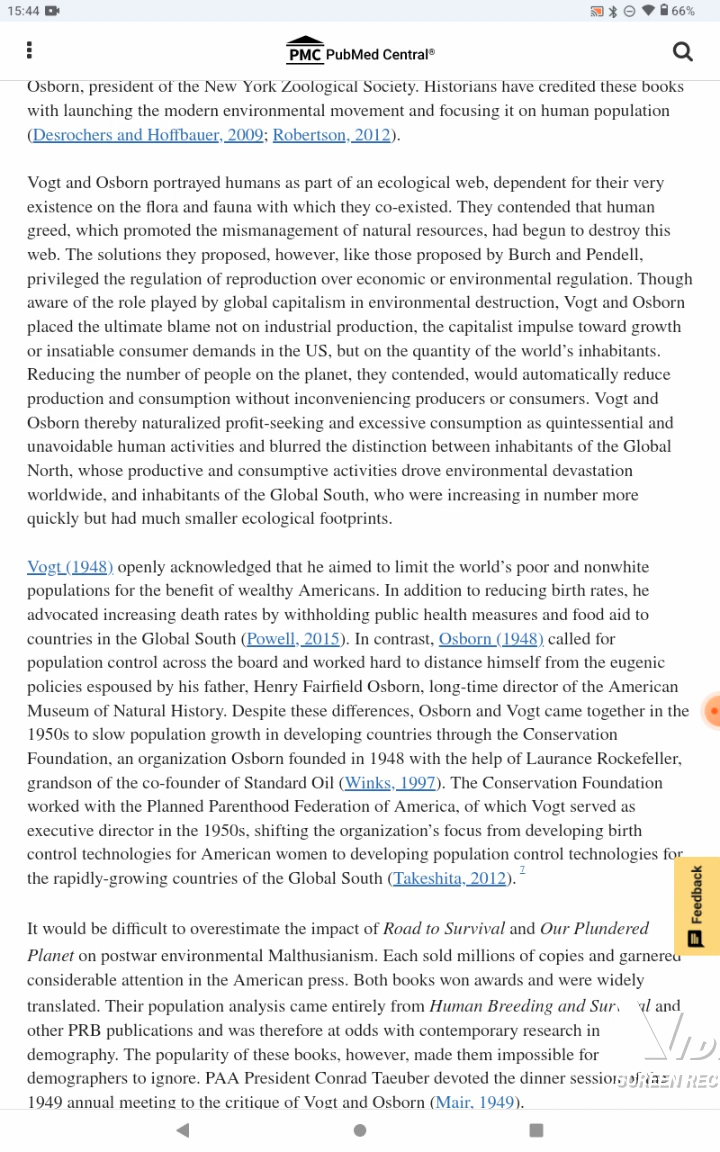 15:44
66%
PMC PubMed Central®
Osborn, president of the New York Zoological Society. Historians have credited these books
with launching the modern environmental movement and focusing it on human population
(Desrochers and Hoffbauer, 2009; Robertson, 2012).
Vogt and Osborn portrayed humans as part of an ecological web, dependent for their very
existence on the flora and fauna with which they co-existed. They contended that human
greed, which promoted the mismanagement of natural resources, had begun to destroy this
web. The solutions they proposed, however, like those proposed by Burch and Pendell,
privileged the regulation of reproduction over economic or environmental regulation. Though
aware of the role played by global capitalism in environmental destruction, Vogt and Osborn
placed the ultimate blame not on industrial production, the capitalist impulse toward growth
or insatiable consumer demands in the US, but on the quantity of the world's inhabitants.
Reducing the number of people on the planet, they contended, would automatically reduce
production and consumption without inconveniencing producers or consumers. Vogt and
Osborn thereby naturalized profit-seeking and excessive consumption as quintessential and
unavoidable human activities and blurred the distinction between inhabitants of the Global
North, whose productive and consumptive activities drove environmental devastation
worldwide, and inhabitants of the Global South, who were increasing in number more
quickly but had much smaller ecological footprints.
Vogt (1948) openly acknowledged that he aimed to limit the world's poor and nonwhite
populations for the benefit of wealthy Americans. In addition to reducing birth rates, he
advocated increasing death rates by withholding public health measures and food aid to
countries in the Global South (Powell, 2015). In contrast, Osborn (1948) called for
population control across the board and worked hard to distance himself from the eugenic
policies espoused by his father, Henry Fairfield Osborn, long-time director of the American
Museum of Natural History. Despite these differences, Osborn and Vogt came together in the
1950s to slow population growth in developing countries through the Conservation
Foundation, an organization Osborn founded in 1948 with the help of Laurance Rockefeller,
grandson of the co-founder of Standard Oil (Winks, 1997). The Conservation Foundation
worked with the Planned Parenthood Federation of America, of which Vogt served as
executive director in the 1950s, shifting the organization's focus from developing birth
control technologies for American women to developing population control technologies for
the rapidly-growing countries of the Global South (Takeshita, 2012). 7
Feedback
It would be difficult to overestimate the impact of Road to Survival and Our Plundered
Planet on postwar environmental Malthusianism. Each sold millions of copies and garnered
considerable attention in the American press. Both books won awards and were widely
translated. Their population analysis came entirely from Human Breeding and and
other PRB publications and was therefore at odds with contemporary research in
demography. The popularity of these books, however, made them impossible for
demographers to ignore. PAA President Conrad Taeuber devoted the dinner session of the
1949 annual meeting to the critique of Vogt and Osborn (Mair, 1949).
SCREEN REC